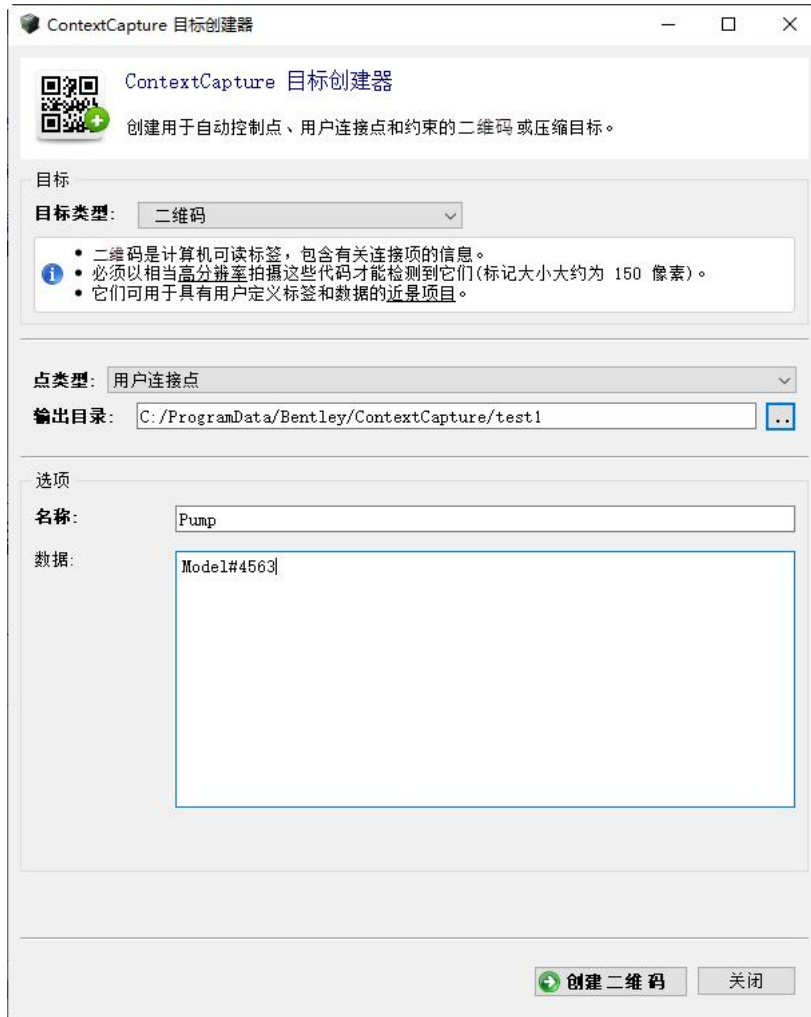 ContextCapture 目标创建器
ContextCapture 目标创建器
创建用于自动控制点、用户连接点和约束的二维码或压缩目标。
目标
目标类型: 二维码
• 二维码是计算机可读标签，包含有关连接项的信息。
• 必须以相当高分辨率拍摄这些代码才能检测到它们(标记大小大约为 150 像素)。
• 它们可用于具有用户定义标签和数据的近景项目。
点类型: 用户连接点
输出目录: C:/ProgramData/Bentley/ContextCapture/test1 ..
选项
名称: Pump
数据: Model#4563
创建二维码 关闭